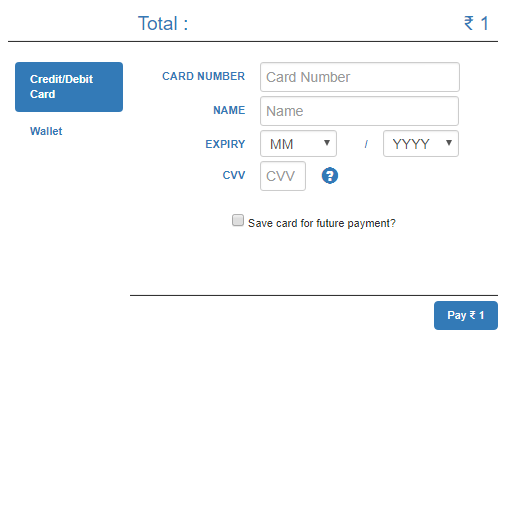 Total : ₹ 1
Credit/Debit
Card
Wallet
CARD NUMBER Card Number
NAME Name
EXPIRY MM / YYYY
CVV CVV ?
Save card for future payment?
Pay ₹ 1